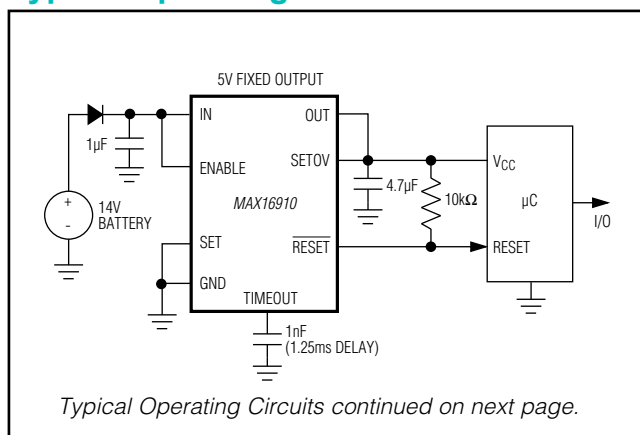 5V FIXED OUTPUT
IN
OUT
1µF
ENABLE
SETOV
VCC
4.7µF
10kΩ
µC
MAX16910
+
-
14V
BATTERY
I/O
SET
RESET
RESET
GND
TIMEOUT
1nF
(1.25ms DELAY)
Typical Operating Circuits continued on next page.